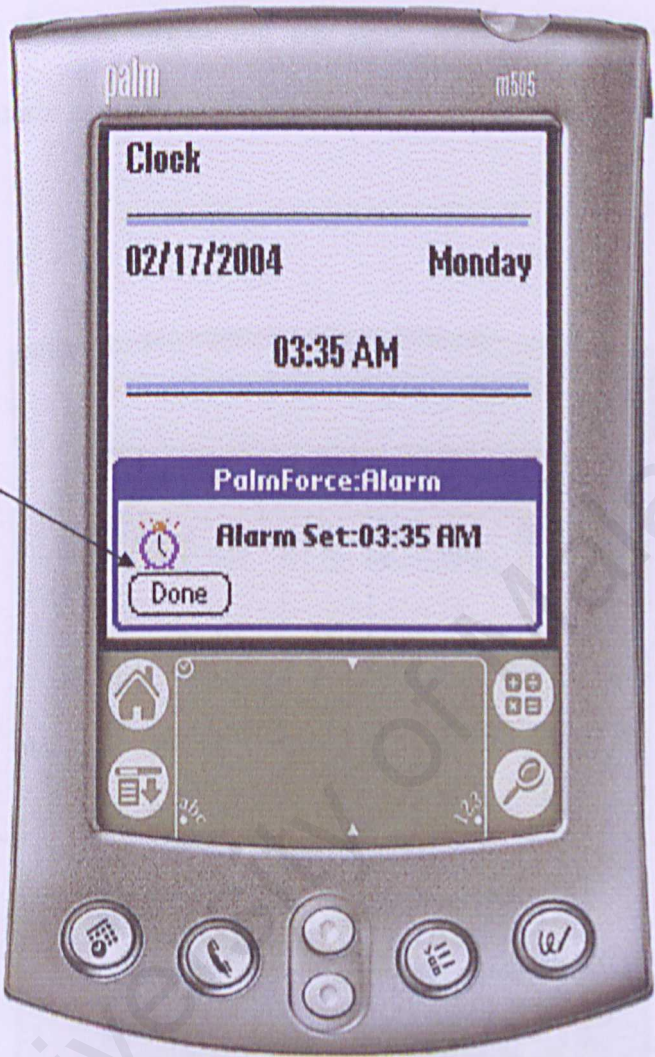 palm m505
Clock
02/17/2004 Monday
03:35 AM
PalmForce:Alarm
Alarm Set:03:35 AM
Done
abc 123